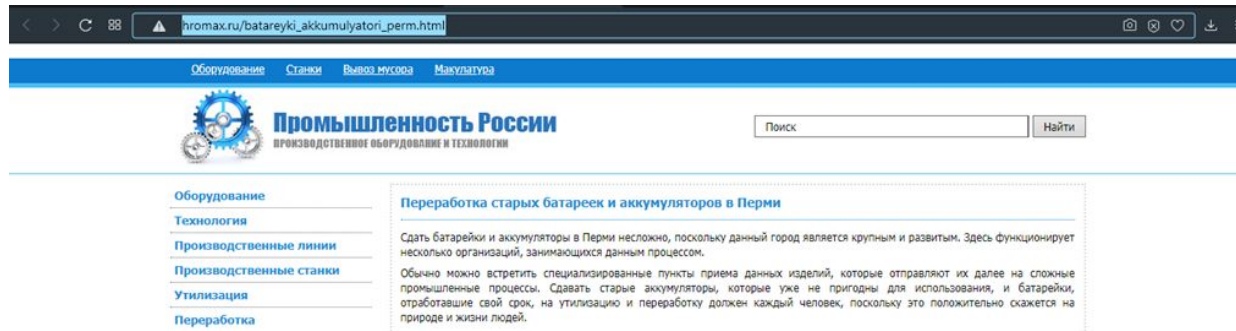 hromax.ru/batareyki_akkumulyatori_perm.html
Оборудование Станки Вывоз мусора Макулатура
Промышленность России
ПРОИЗВОДСТВЕННОЕ ОБОРУДОВАНИЕ И ТЕХНОЛОГИИ
Поиск Найти
Оборудование
Технология
Производственные линии
Производственные станки
Утилизация
Переработка
Переработка старых батареек и аккумуляторов в Перми
Сдать батарейки и аккумуляторы в Перми несложно, поскольку данный город является крупным и развитым. Здесь функционирует
несколько организаций, занимающихся данным процессом.
Обычно можно встретить специализированные пункты приема данных изделий, которые отправляют их далее на сложные
промышленные процессы. Сдавать старые аккумуляторы, которые уже не пригодны для использования, и батарейки,
отработавшие свой срок, на утилизацию и переработку должен каждый человек, поскольку это положительно скажется на
природе и жизни людей.